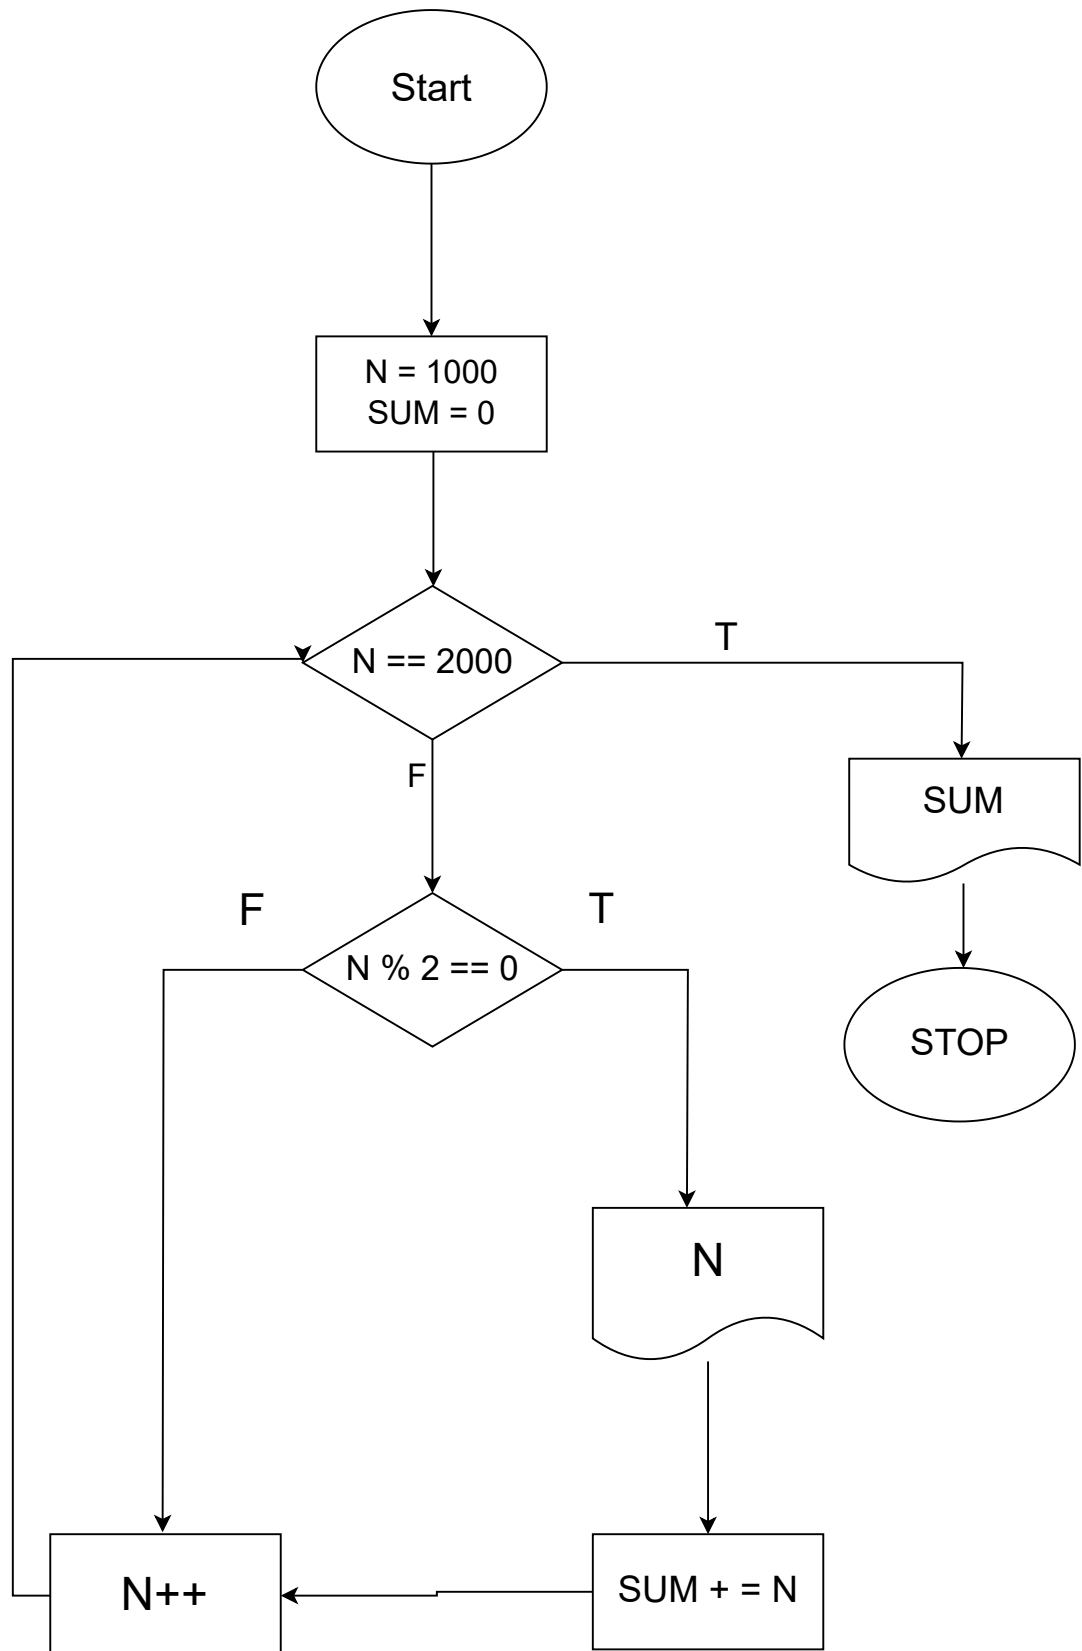 Start
N = 1000
SUM = 0
N == 2000
T
F
SUM
F
T
N % 2 == 0
STOP
N
N++
SUM + = N